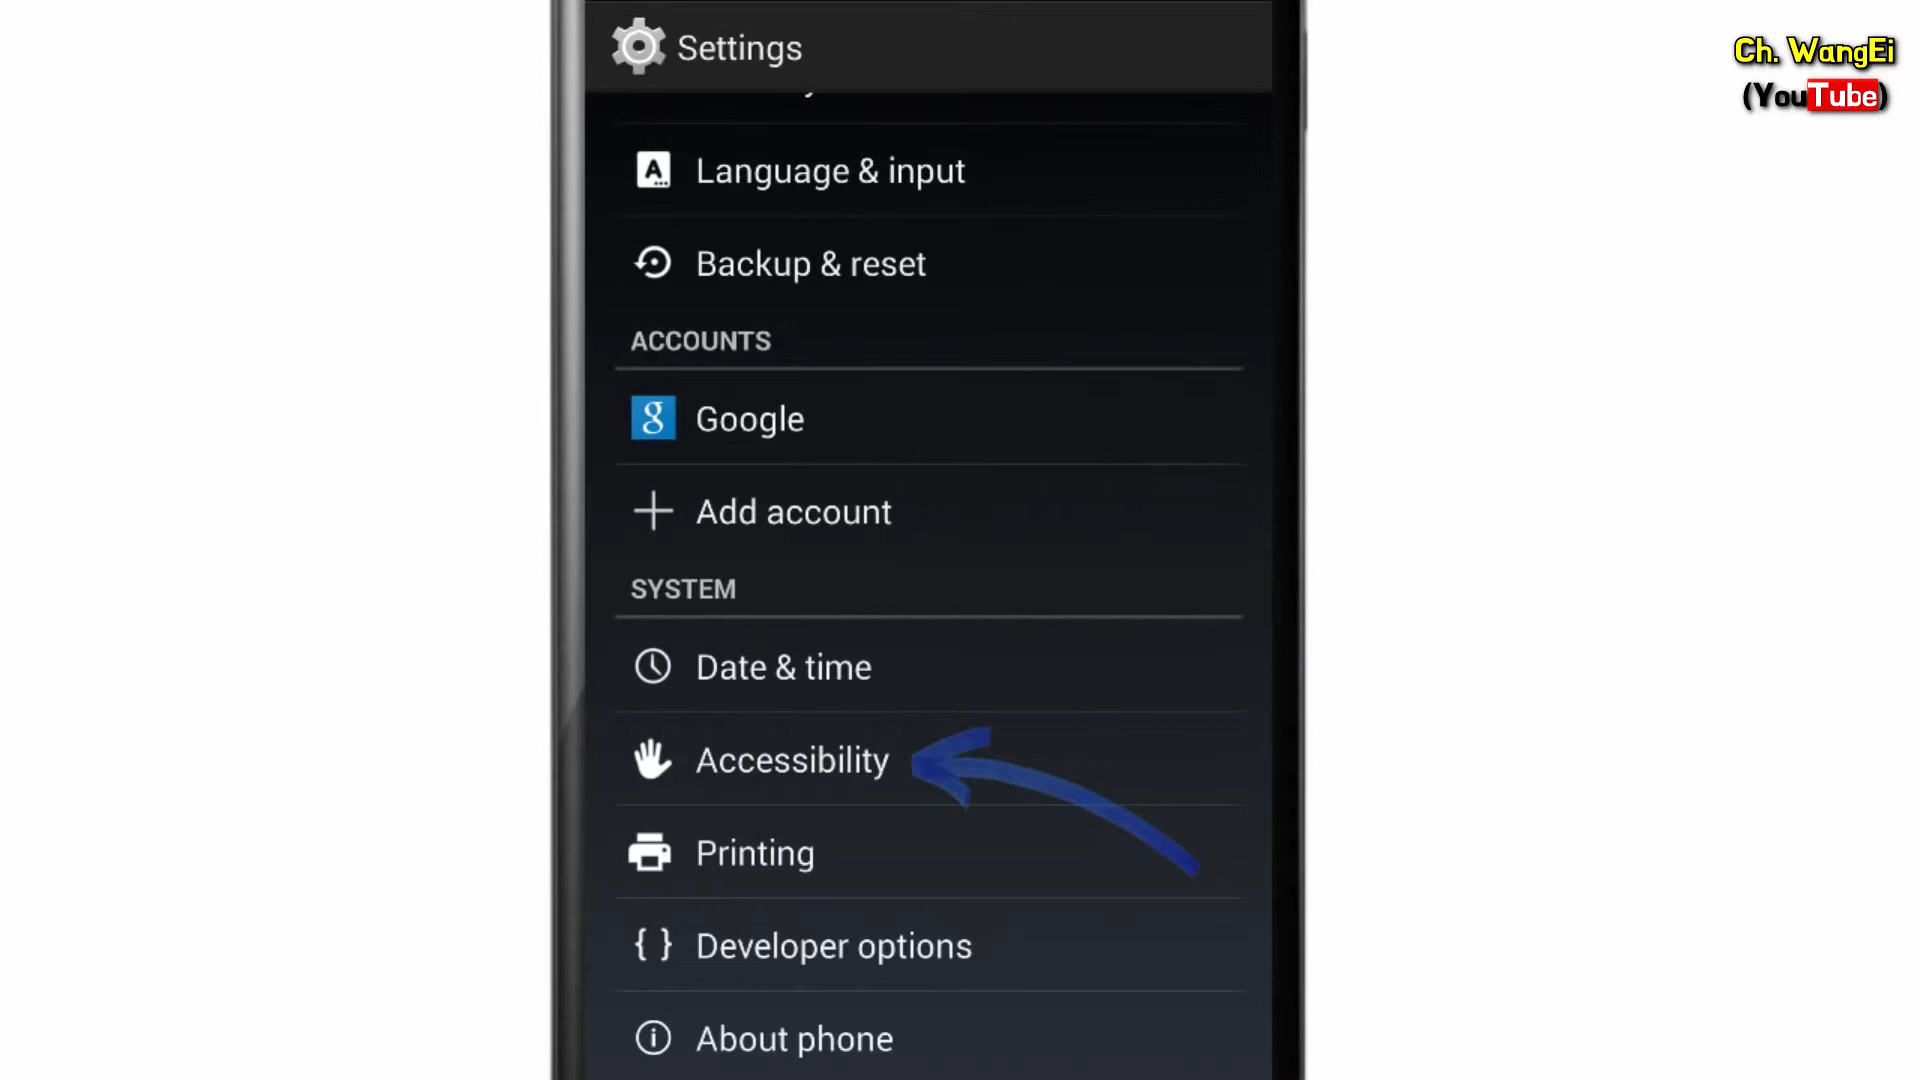 Settings
Ch. WangEi
(YouTube)
Language & input
Backup & reset
ACCOUNTS
Google
Add account
SYSTEM
Date & time
Accessibility
Printing
Developer options
About phone